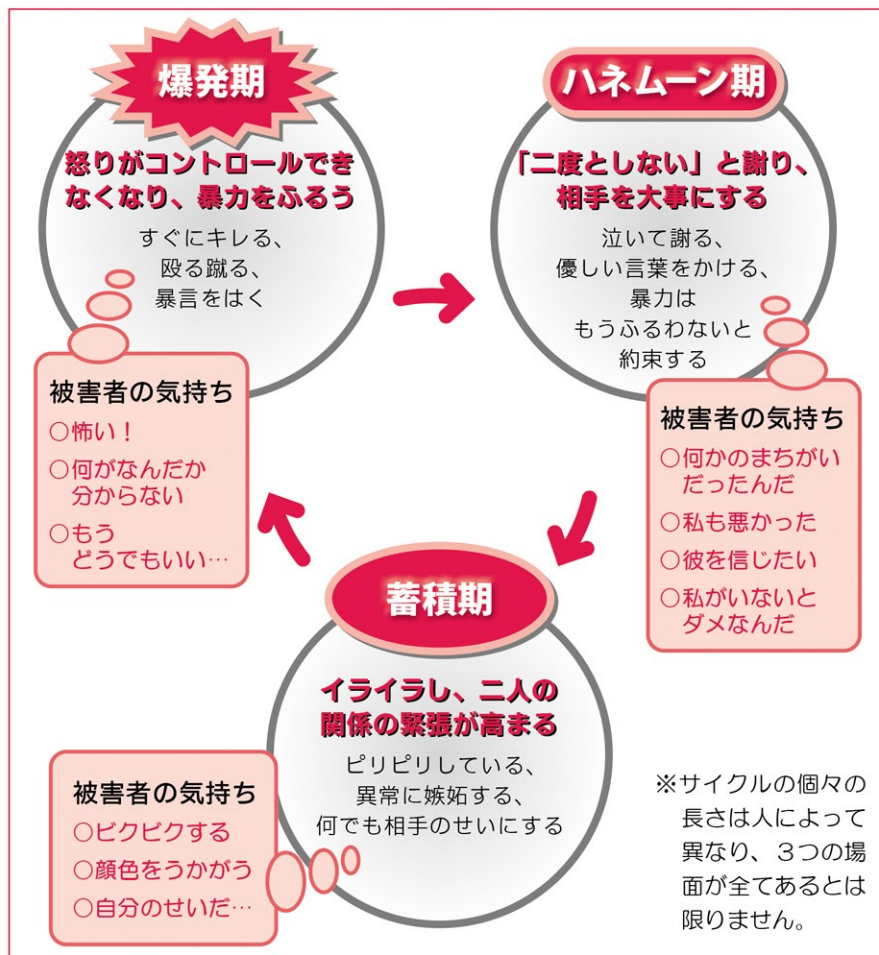 爆発期
怒りがコントロールでき
なくなり、暴力をふるう
すぐにキレる、
殴る蹴る、
暴言をはく
被害者の気持ち
○怖い！
○何がなんだか
分からない
○もう
どうでもいい…
ハネムーン期
「二度としない」と謝り、
相手を大事にする
泣いて謝る、
優しい言葉をかける、
暴力は
もうふるわないと
約束する
被害者の気持ち
○何かのまちがい
だったんだ
○私も悪かった
○彼を信じたい
○私がいないと
ダメなんだ
蓄積期
イライラし、二人の
関係の緊張が高まる
ピリピリしている、
異常に嫉妬する、
何でも相手のせいにする
被害者の気持ち
○ビクビクする
○顔色をうかがう
○自分のせいだ…
※サイクルの個々の
長さは人によって
異なり、３つの場
面が全てあるとは
限りません。